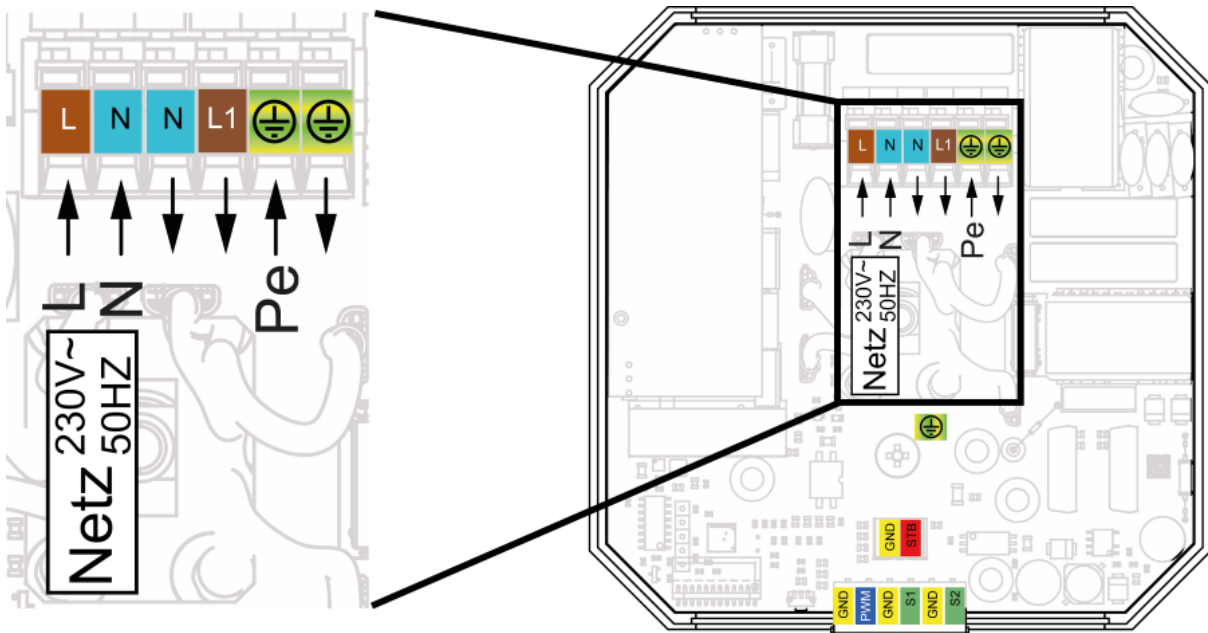 L N N L1
L N Pe
Netz 230V~
50HZ
L N N L1
L N Pe
Netz 230V~
50HZ
GND STB
GND PWM GND S1 GND S2